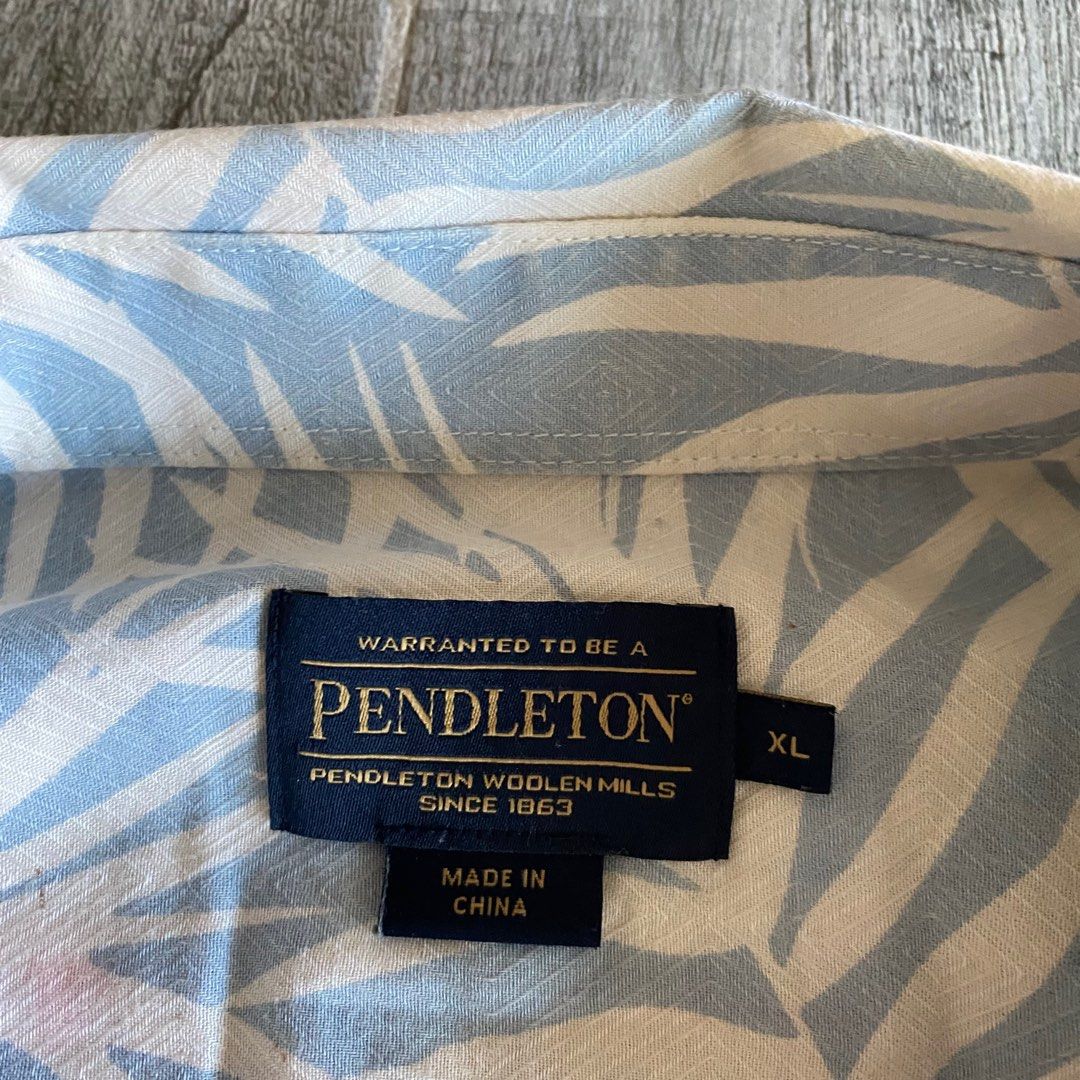 WARRANTED TO BE A
PENDLETON®
PENDLETON WOOLEN MILLS
SINCE 1863
XL
MADE IN
CHINA